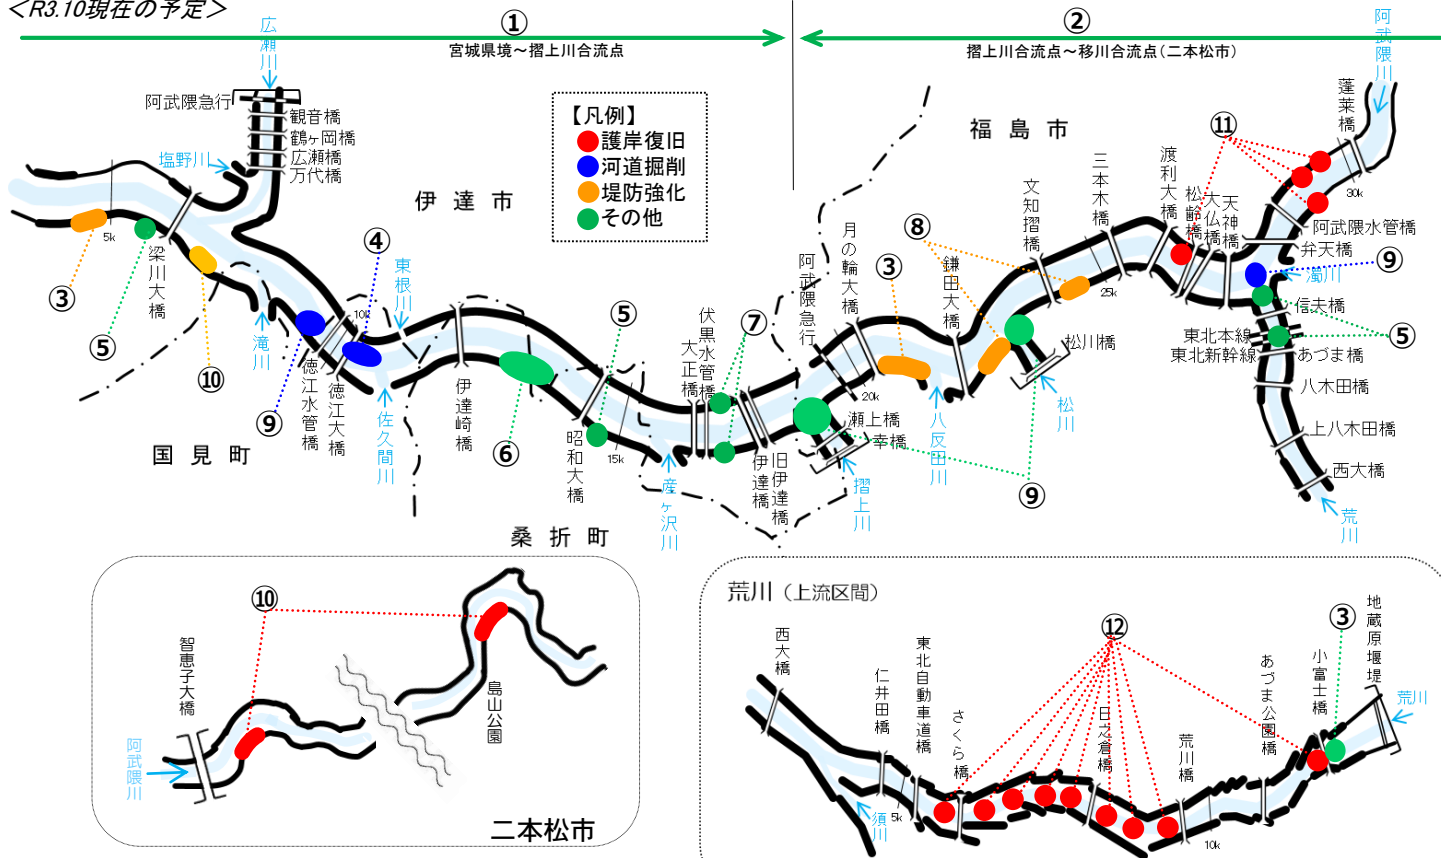 <R3.10現在の予定>
①
宮城県境～摺上川合流点
②
摺上川合流点～移川合流点(二本松市)
広瀬川
阿武隈急行
観音橋
鶴ヶ岡橋
広瀬橋
万代橋
塩野川
伊達市
【凡例】
護岸復旧
河道掘削
堤防強化
その他
福島市
阿武隈川
蓬莱橋
⑪
30k
阿武隈水管橋
弁天橋
⑨
濁川
信夫橋
東北本線
東北新幹線
⑤
あづま橋
八木田橋
上八木田橋
西大橋
荒川
天神橋
大仏橋
松齢橋
渡利大橋
三本木橋
25k
文知摺橋
⑧
鎌田大橋
③
月の輪大橋
阿武隈急行
20k
松川橋
松川
八反田川
瀬上橋
幸橋
摺上川
⑨
5k
③
⑤
梁川大橋
⑩
滝川
④
東根川
10k
⑨
徳江水管橋
徳江大橋
佐久間川
伊達崎橋
⑥
⑤
昭和大橋
15k
伏黒水管橋
大正橋
⑦
産ヶ沢川
伊達橋
旧伊達橋
国見町
桑折町
⑩
智恵子大橋
阿武隈川
島山公園
二本松市
荒川（上流区間）
西大橋
仁井田橋
東北自動車道橋
さくら橋
須川
5k
⑫
日之倉橋
荒川橋
10k
あづま公園橋
小富士橋
③
地蔵原堰堤
荒川